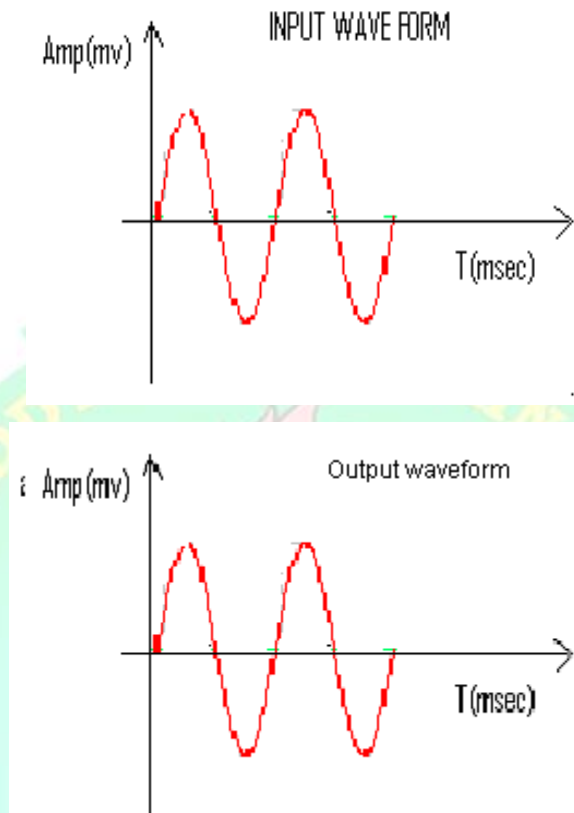 INPUT WAVE FORM
Amp(mv)
T(msec)
Output waveform
Amp(mv)
T(msec)